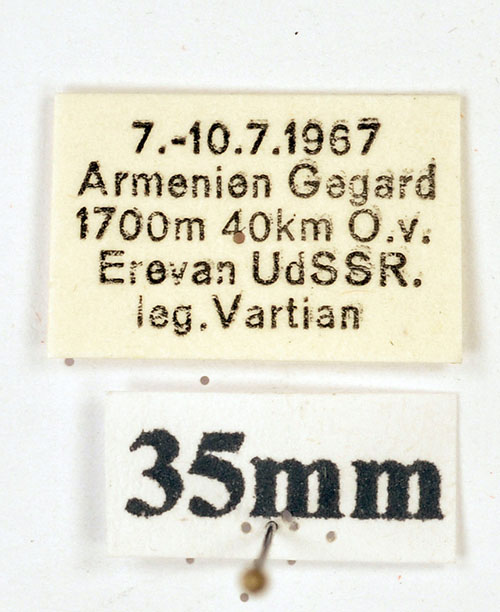 7.-10.7.1967
Armenien Gegard
1700m 40km O.v.
Erevan UdSSR.
leg.Vartian
35mm